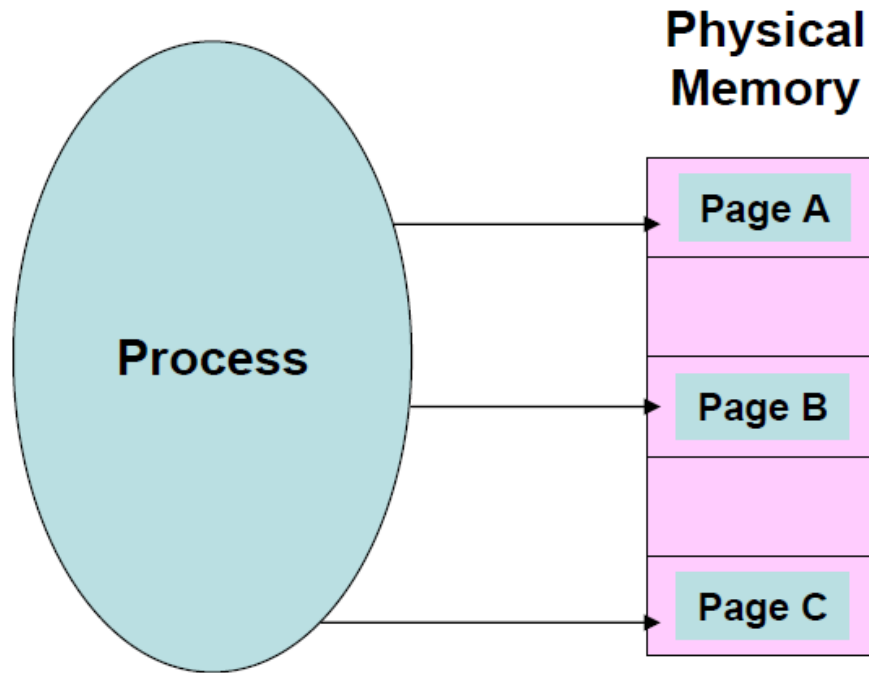 Physical
Memory
Page A
Process
Page B
Page C